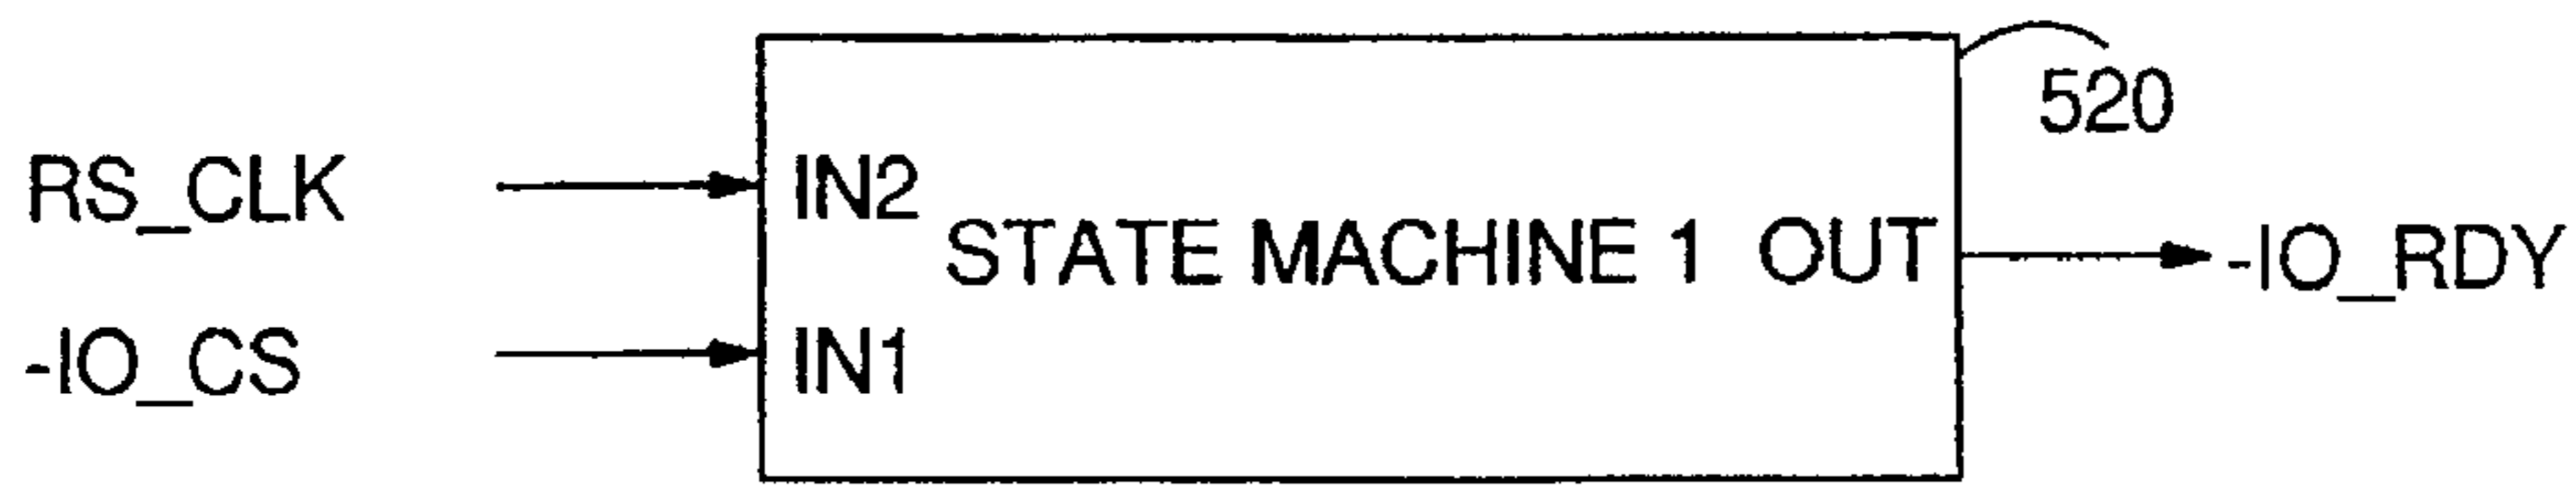 520
RS_CLK
IN2
STATE MACHINE 1 OUT
-IO_RDY
-IO_CS
IN1